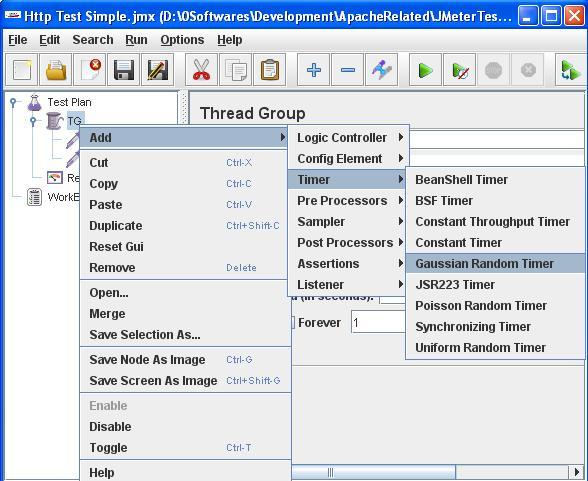 Http Test Simple.jmx (D:\0Softwares\Development\ApacheRelated\JMeterTes...
File Edit Search Run Options Help
Test Plan
TG
Thread Group
Add
Cut Ctrl-X
Copy Ctrl-C
Paste Ctrl-V
Duplicate Ctrl+Shift-C
Reset Gui
Remove Delete
Open...
Merge
Save Selection As...
Save Node As Image Ctrl-G
Save Screen As Image Ctrl+Shift-G
Enable
Disable
Toggle Ctrl-T
Help
Logic Controller
Config Element
Timer
Pre Processors
Sampler
Post Processors
Assertions
Listener
BeanShell Timer
BSF Timer
Constant Throughput Timer
Constant Timer
Gaussian Random Timer
JSR223 Timer
Poisson Random Timer
Synchronizing Timer
Uniform Random Timer
Re
WorkB
(in seconds):
Forever 1